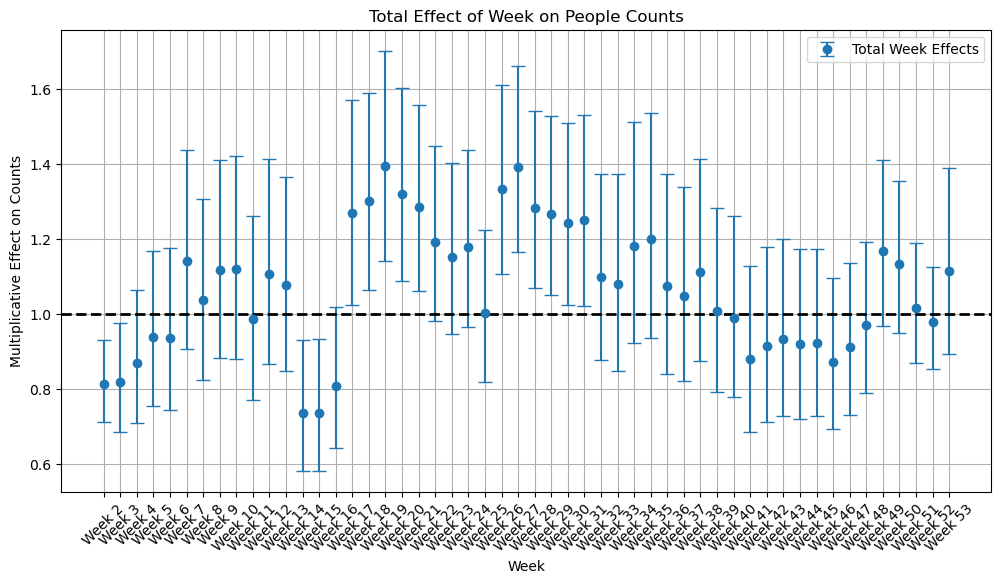 Total Effect of Week on People Counts
Total Week Effects
Multiplicative Effect on Counts
1.6
1.4
1.2
1.0
0.8
0.6
Week 2
Week 3
Week 4
Week 5
Week 6
Week 7
Week 8
Week 9
Week 10
Week 11
Week 12
Week 13
Week 14
Week 15
Week 16
Week 17
Week 18
Week 19
Week 20
Week 21
Week 22
Week 23
Week 24
Week 25
Week 26
Week 27
Week 28
Week 29
Week 30
Week 31
Week 32
Week 33
Week 34
Week 35
Week 36
Week 37
Week 38
Week 39
Week 40
Week 41
Week 42
Week 43
Week 44
Week 45
Week 46
Week 47
Week 48
Week 49
Week 50
Week 51
Week 52
Week 53
Week